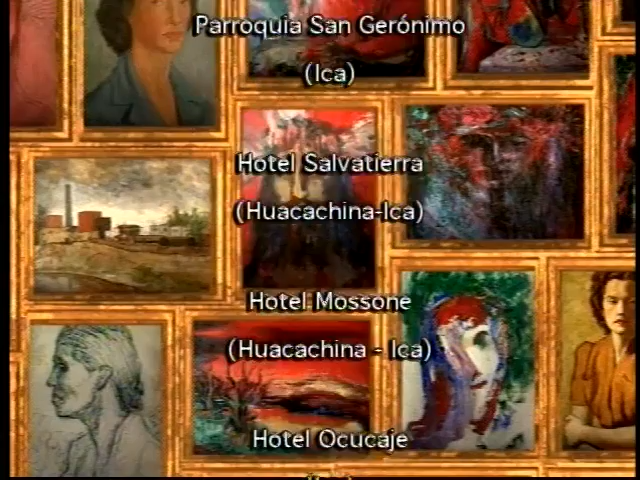 Parroquia San Gerónimo
(Ica)
Hotel Salvatierra
(Huacachina-Ica)
Hotel Mossone
(Huacachina - Ica)
Hotel Ocucaje